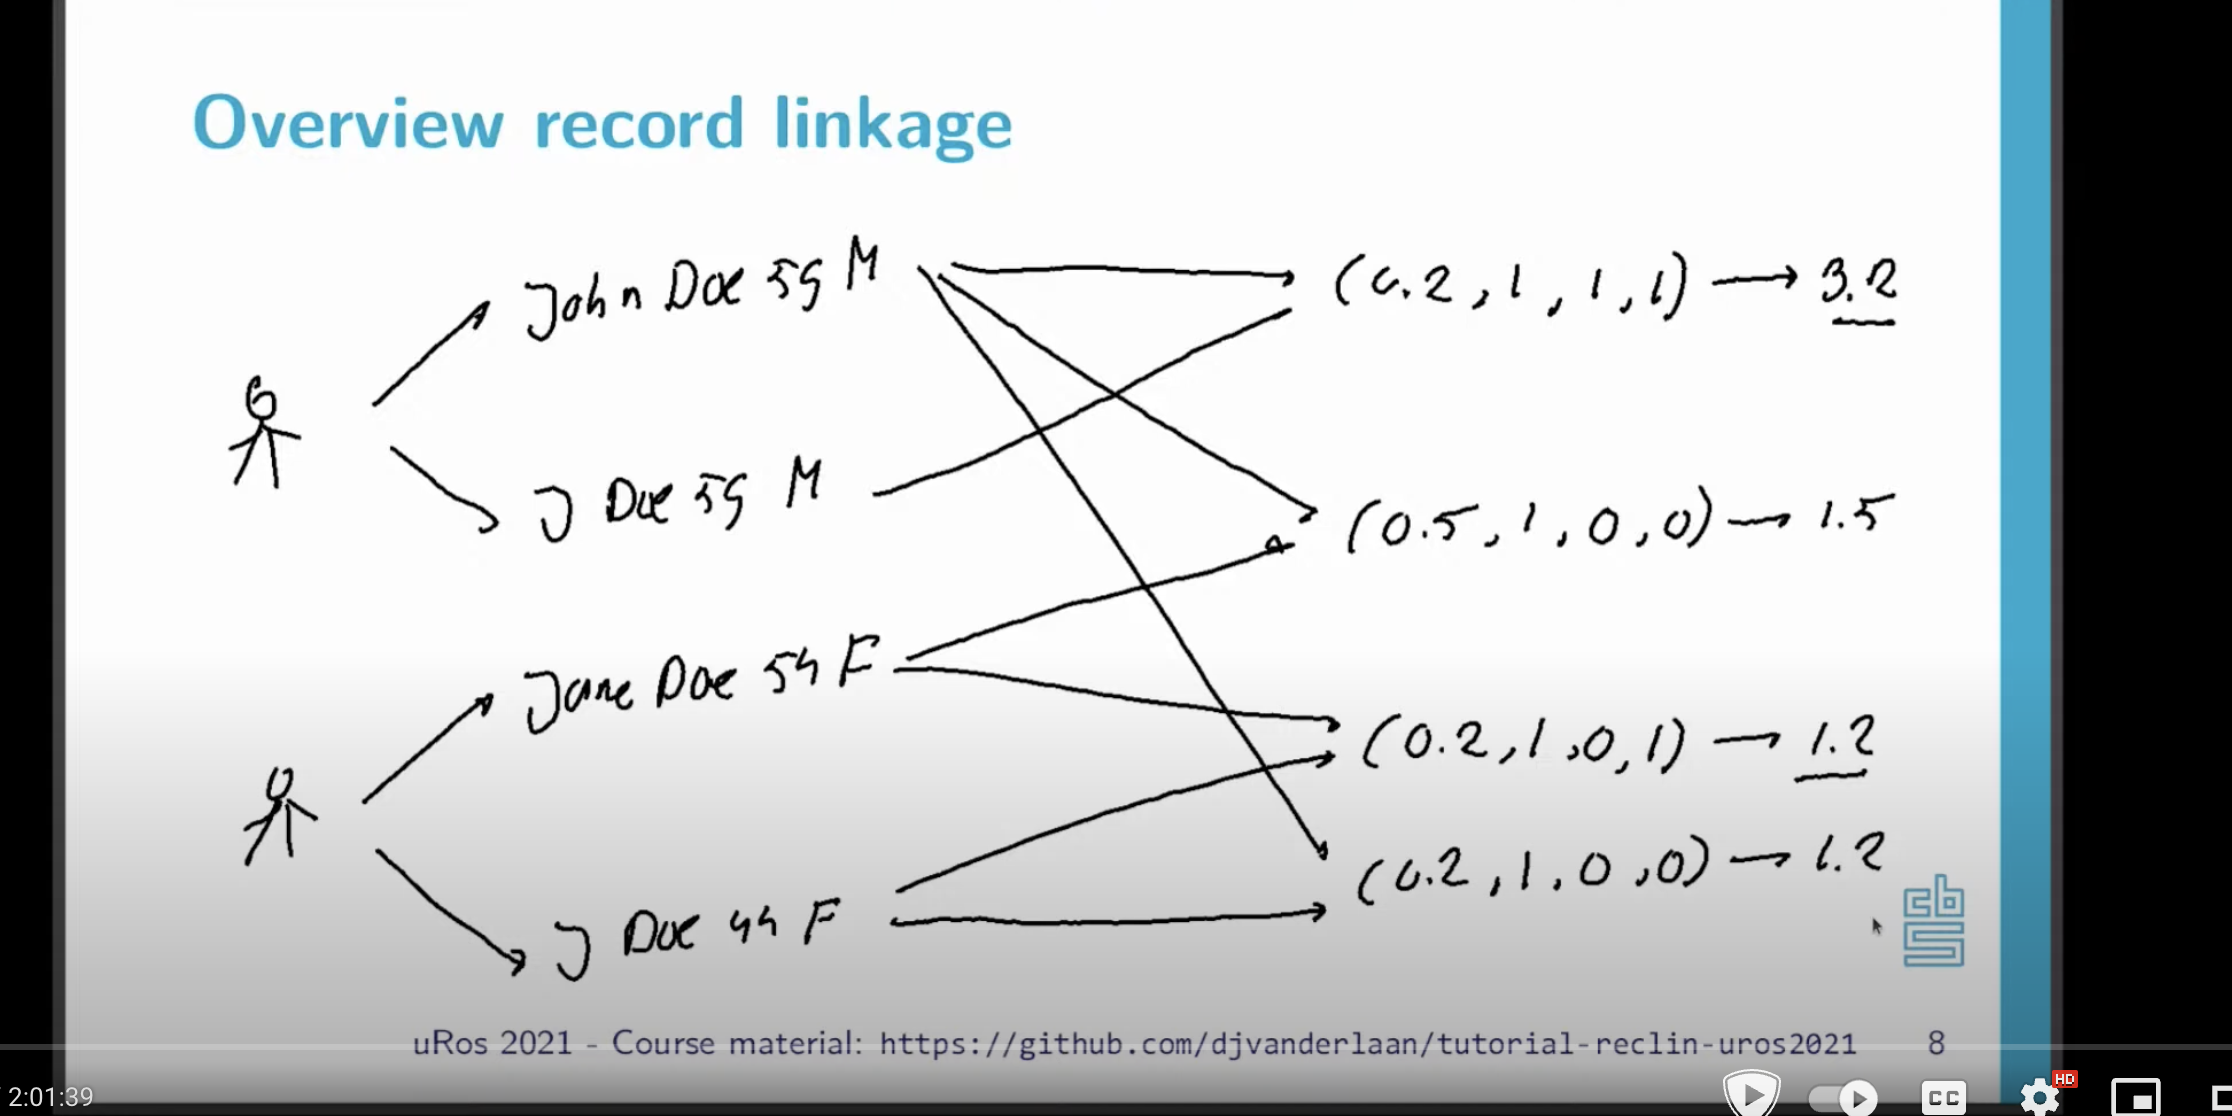 Overview record linkage
John Doe 59 M
(0.2, 1, 1, 1) → 3.2
J Doe 59 M
(0.5, 1, 0, 0) → 1.5
Jane Doe 54 F
(0.2, 1, 0, 1) → 1.2
J Doe 44 F
(0.2, 1, 0, 0) → 1.2
cbs
uRos 2021 - Course material: https://github.com/djvanderlaan/tutorial-reclin-uros2021 8
2:01:39
CC
HD